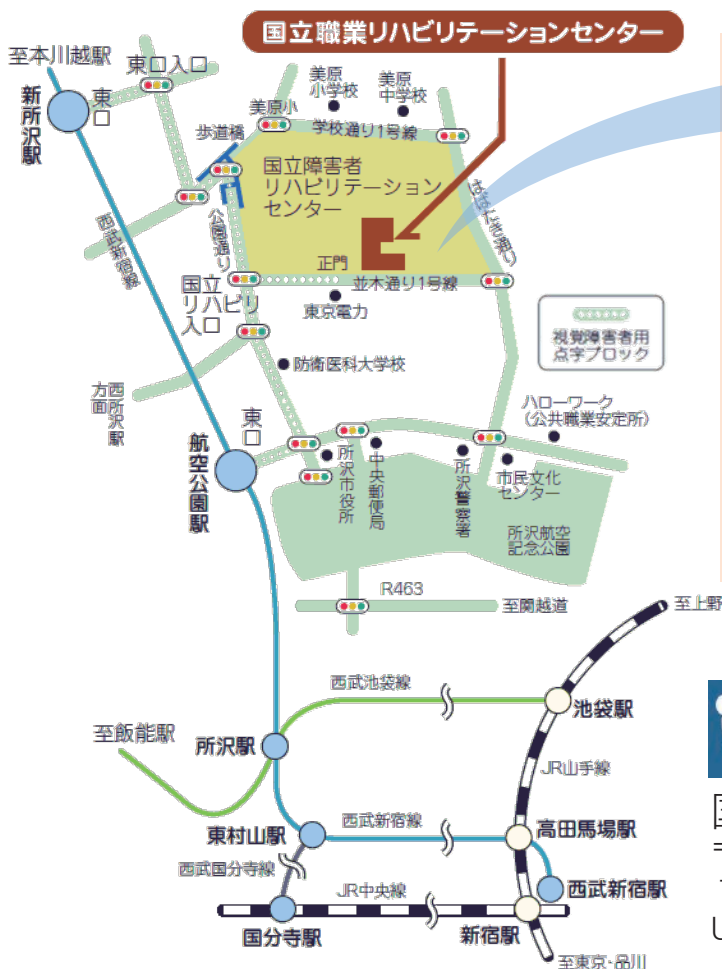 国立職業リハビリテーションセンター
至本川越駅
東口入口
新所沢駅
東口
美原
小学校
美原
中学校
美原小
歩道橋
学校通り1号線
国立障害者
リハビリテーション
センター
はばたき通り
西武新宿線
公園通り
正門
並木通り1号線
国立
リハビリ
入口
東京電力
視覚障害者用
点字ブロック
防衛医科大学校
西所沢駅
方面
東口
航空公園駅
ハローワーク
(公共職業安定所)
所沢市役所
中央郵便局
所沢警察署
市民文化
センター
所沢航空
記念公園
R463
至関越道
至上野
西武池袋線
池袋駅
至飯能駅
所沢駅
JR山手線
東村山駅
西武新宿線
高田馬場駅
西武国分寺線
西武新宿駅
JR中央線
国分寺駅
新宿駅
至東京・品川